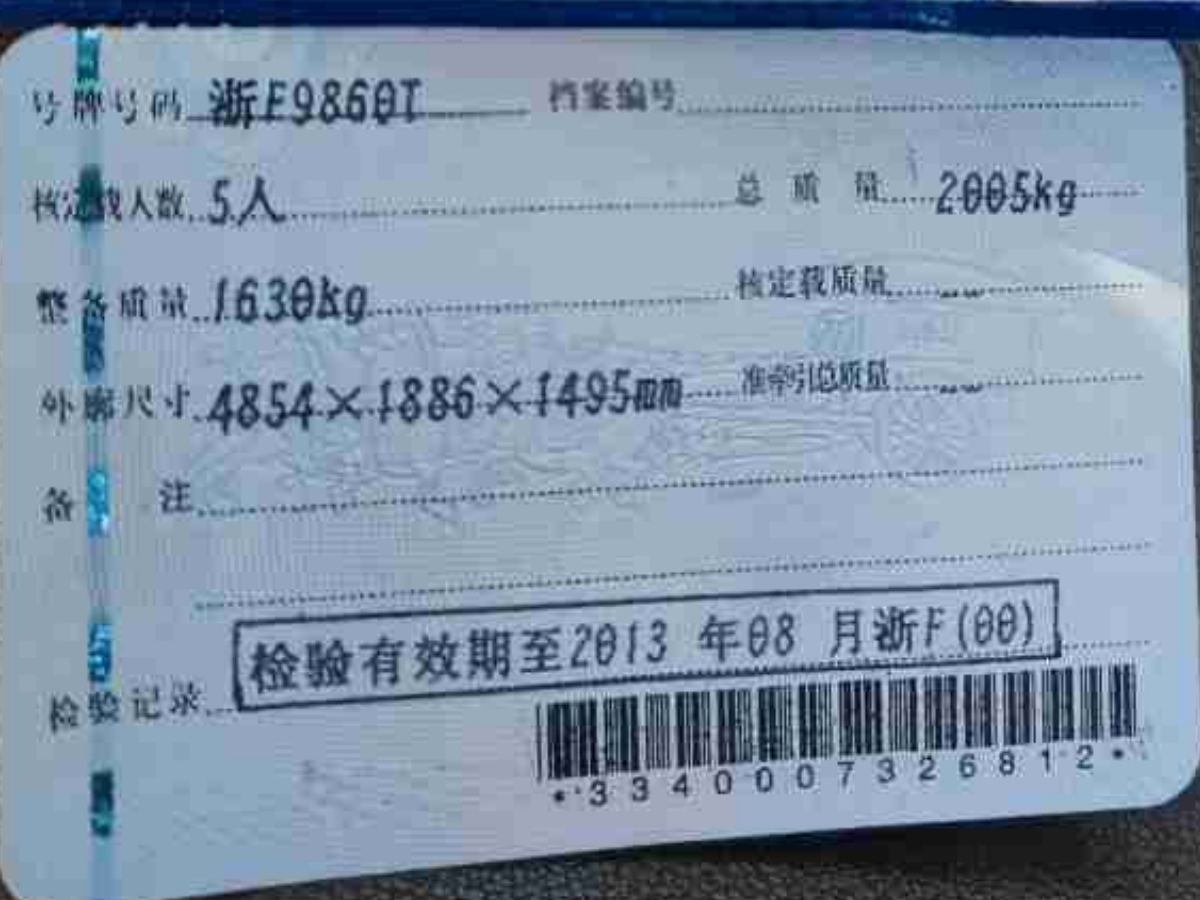 号牌号码 浙F9860T 档案编号
核定载人数 5人 总质量 2005kg
整备质量 1630kg 核定载质量 --
外廓尺寸 4854×1886×1495mm 准牵引总质量 --
备注
检验有效期至2013 年08 月浙F(00)
检验记录
*3340007326812*